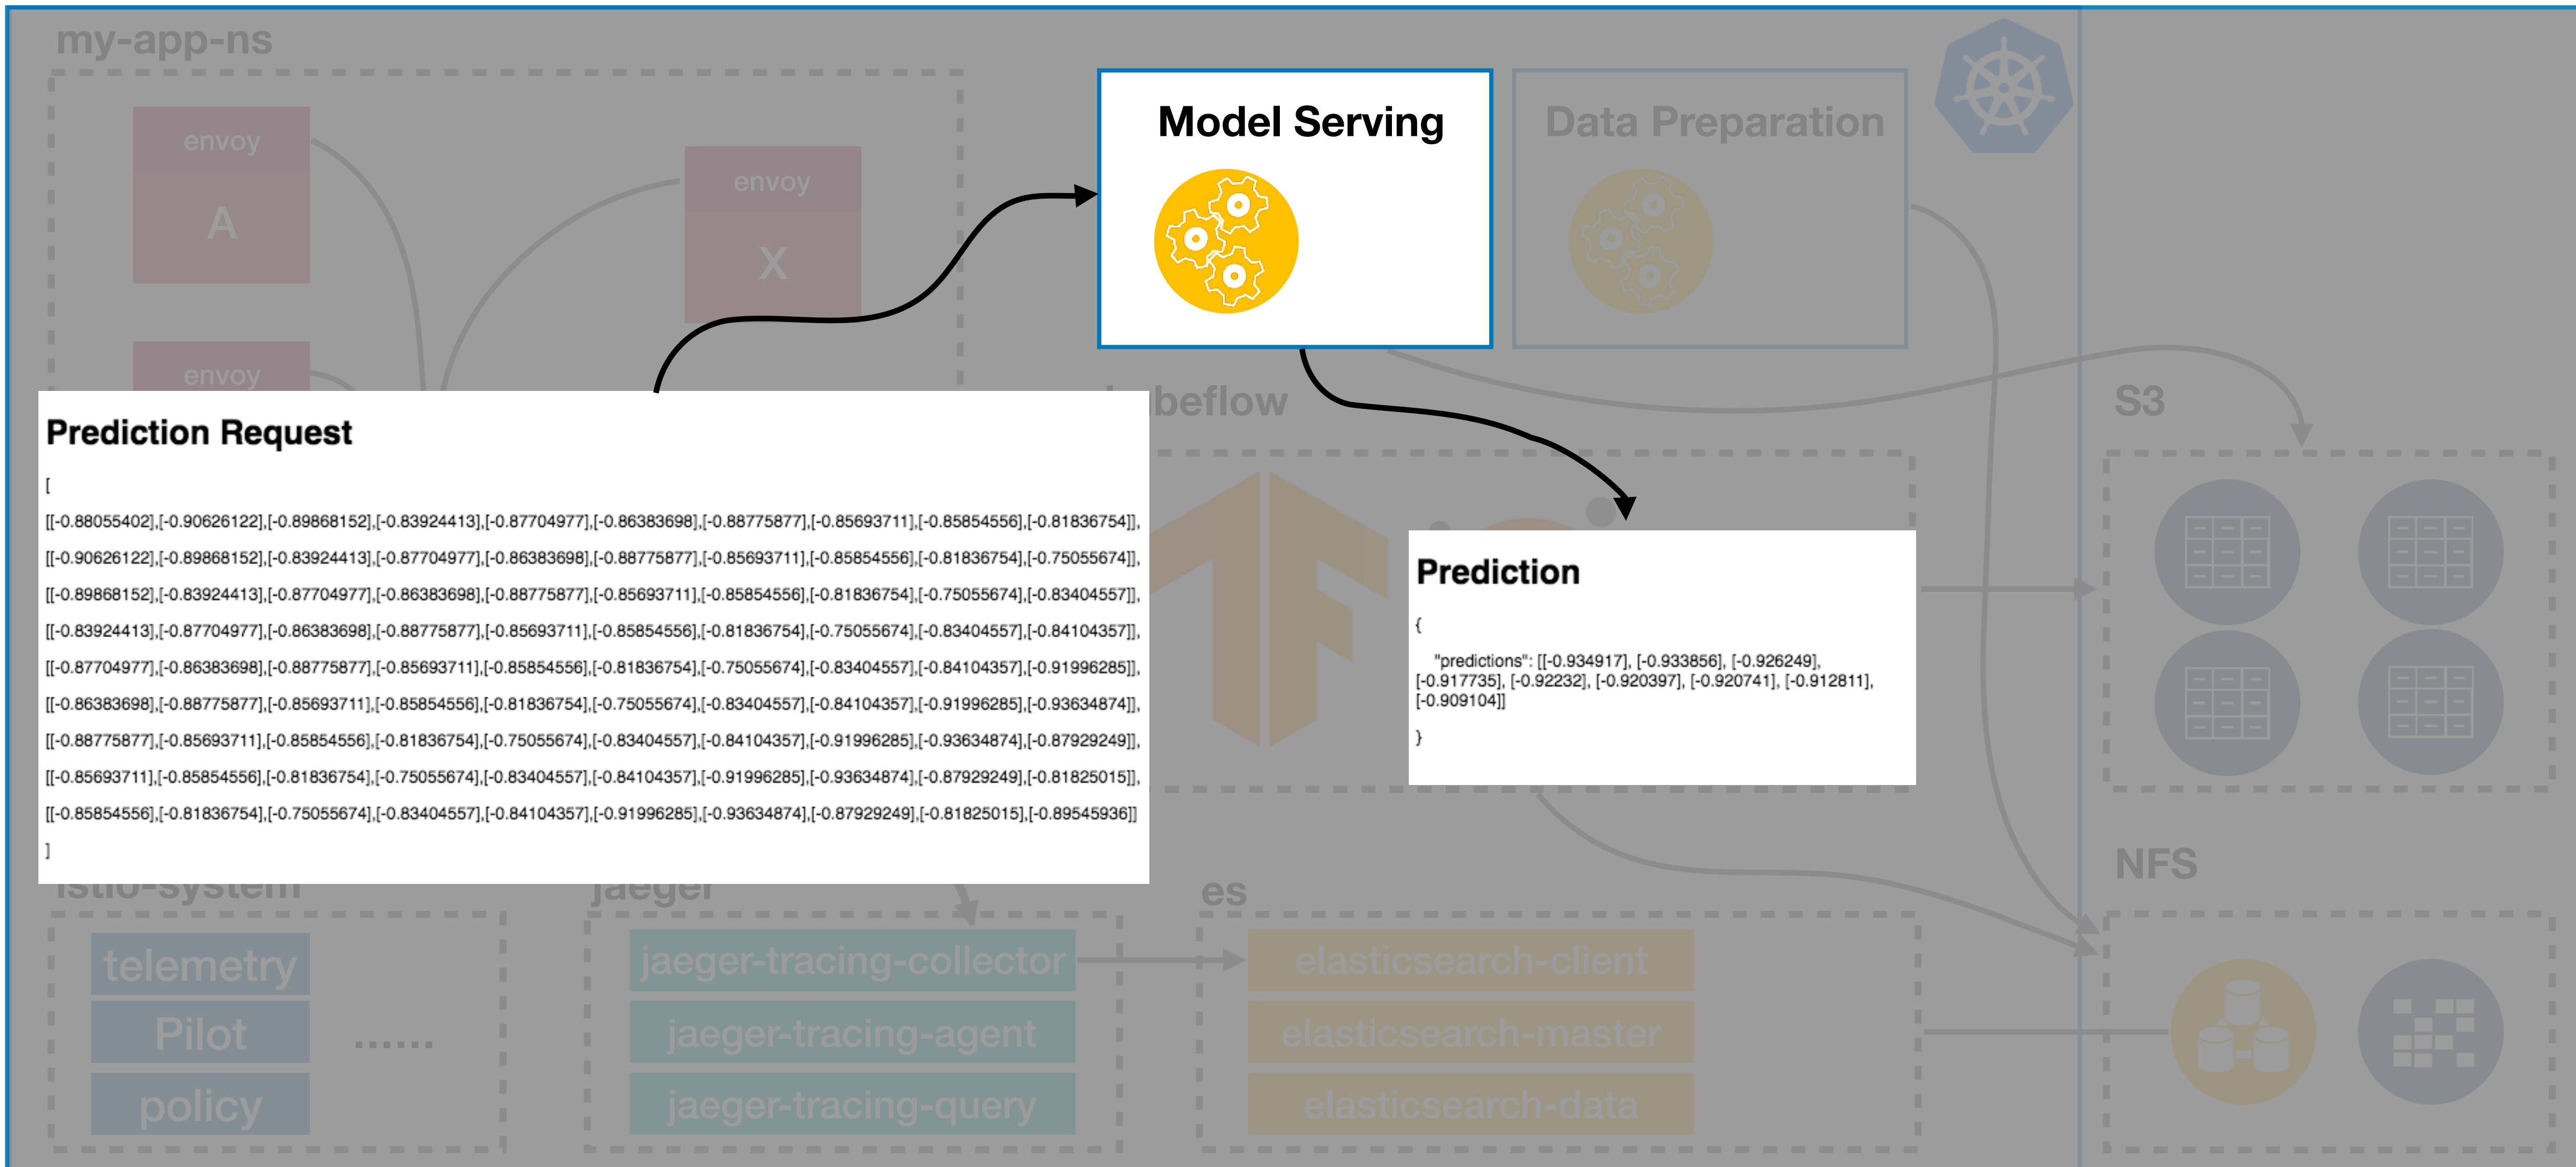 my-app-ns
envoy
A
envoy
X
envoy
Model Serving
Data Preparation
beflow
S3
Prediction Request
[
[[-0.88055402],[-0.90626122],[-0.89868152],[-0.83924413],[-0.87704977],[-0.86383698],[-0.88775877],[-0.85693711],[-0.85854556],[-0.81836754]],
[[-0.90626122],[-0.89868152],[-0.83924413],[-0.87704977],[-0.86383698],[-0.88775877],[-0.85693711],[-0.85854556],[-0.81836754],[-0.75055674]],
[[-0.89868152],[-0.83924413],[-0.87704977],[-0.86383698],[-0.88775877],[-0.85693711],[-0.85854556],[-0.81836754],[-0.75055674],[-0.83404557]],
[[-0.83924413],[-0.87704977],[-0.86383698],[-0.88775877],[-0.85693711],[-0.85854556],[-0.81836754],[-0.75055674],[-0.83404557],[-0.84104357]],
[[-0.87704977],[-0.86383698],[-0.88775877],[-0.85693711],[-0.85854556],[-0.81836754],[-0.75055674],[-0.83404557],[-0.84104357],[-0.91996285]],
[[-0.86383698],[-0.88775877],[-0.85693711],[-0.85854556],[-0.81836754],[-0.75055674],[-0.83404557],[-0.84104357],[-0.91996285],[-0.93634874]],
[[-0.88775877],[-0.85693711],[-0.85854556],[-0.81836754],[-0.75055674],[-0.83404557],[-0.84104357],[-0.91996285],[-0.93634874],[-0.87929249]],
[[-0.85693711],[-0.85854556],[-0.81836754],[-0.75055674],[-0.83404557],[-0.84104357],[-0.91996285],[-0.93634874],[-0.87929249],[-0.81825015]],
[[-0.85854556],[-0.81836754],[-0.75055674],[-0.83404557],[-0.84104357],[-0.91996285],[-0.93634874],[-0.87929249],[-0.81825015],[-0.89545936]]
]
Prediction
{
"predictions": [[-0.934917], [-0.933856], [-0.926249],
[-0.917735], [-0.92232], [-0.920397], [-0.920741], [-0.912811],
[-0.909104]]
}
NFS
istio-system
jaeger
es
telemetry
Pilot
......
policy
jaeger-tracing-collector
jaeger-tracing-agent
jaeger-tracing-query
elasticsearch-client
elasticsearch-master
elasticsearch-data